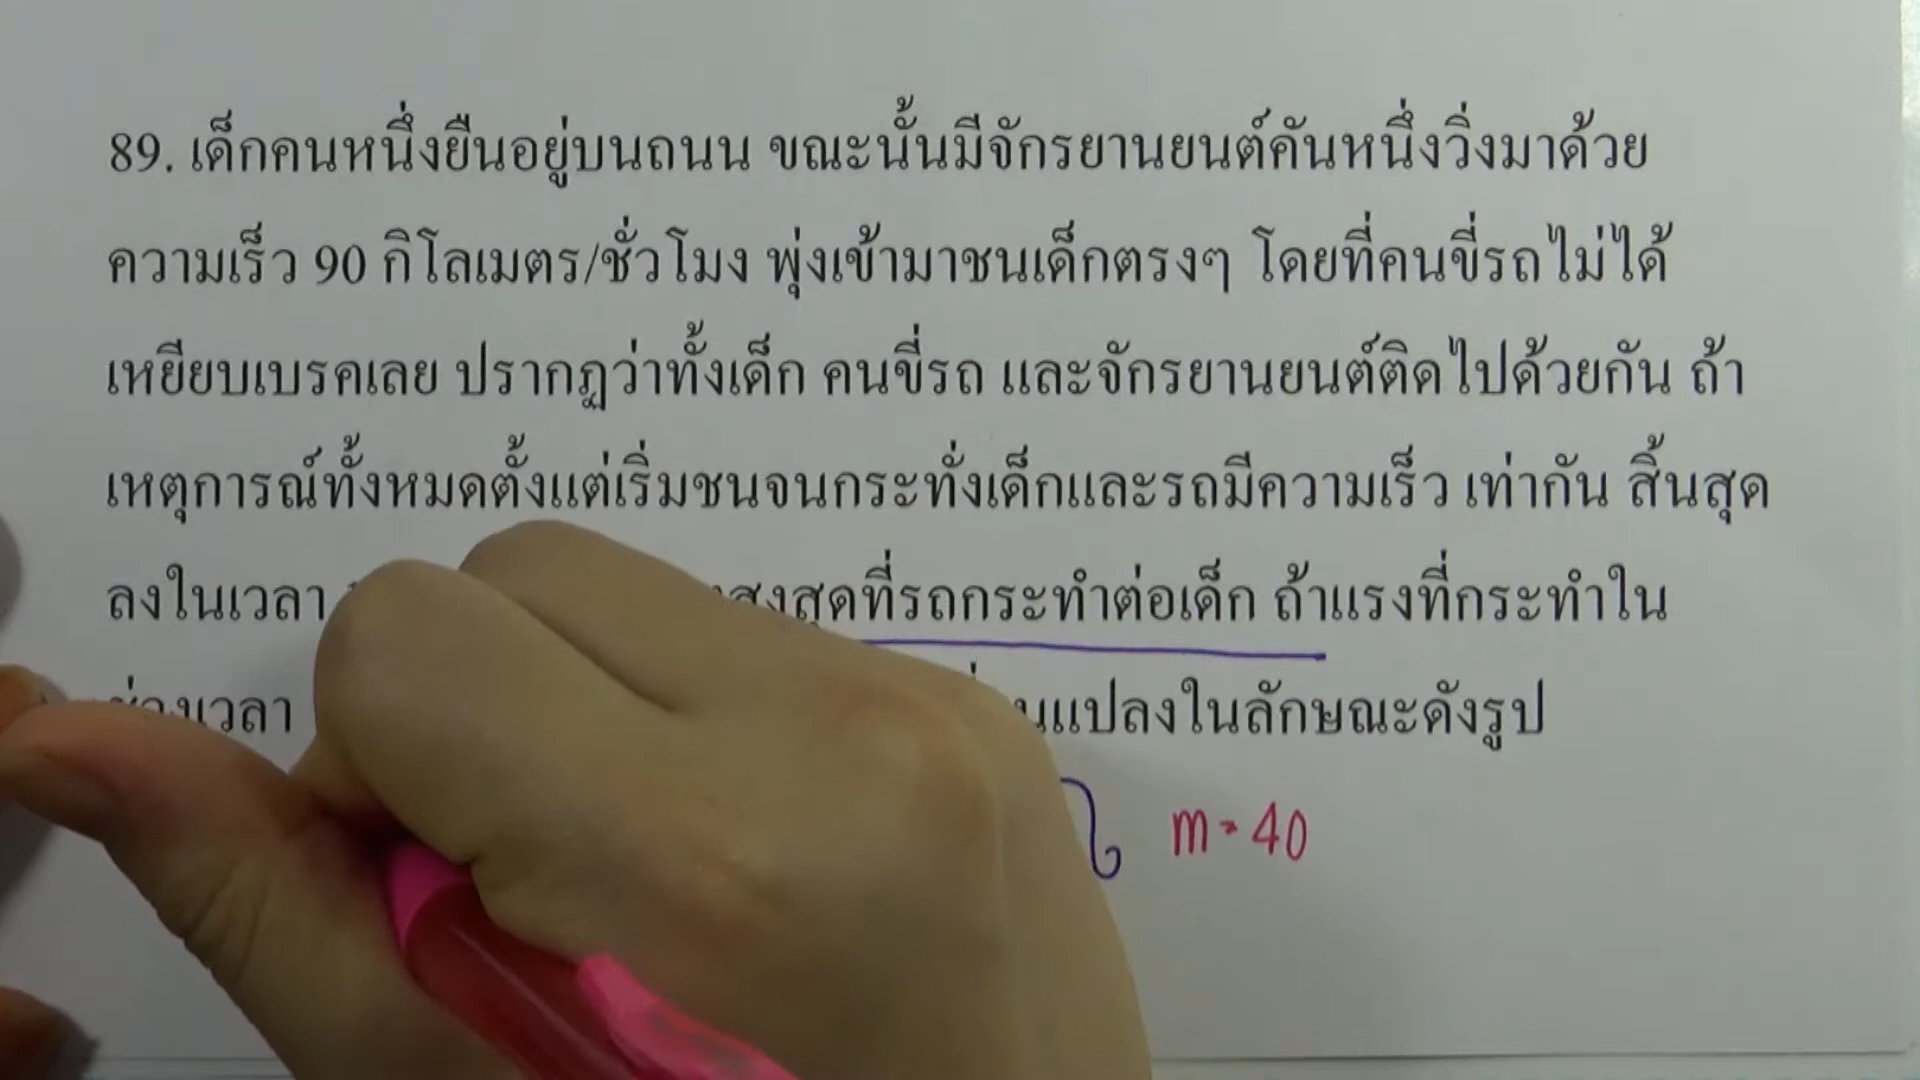 89. เด็กคนหนึ่งยืนอยู่บนถนน ขณะนั้นมีจักรยานยนต์คันหนึ่งวิ่งมาด้วย
ความเร็ว 90 กิโลเมตร/ชั่วโมง พุ่งเข้ามาชนเด็กตรงๆ โดยที่คนขี่รถไม่ได้
เหยียบเบรคเลย ปรากฏว่าทั้งเด็ก คนขี่รถ และจักรยานยนต์ติดไปด้วยกัน ถ้า
เหตุการณ์ทั้งหมดตั้งแต่เริ่มชนจนกระทั่งเด็กและรถมีความเร็ว เท่ากัน สิ้นสุด
ลงในเวลา สูงสุดที่รถกระทำต่อเด็ก ถ้าแรงที่กระทำใน
ช่วงเวลา นแปลงในลักษณะดังรูป
m = 40